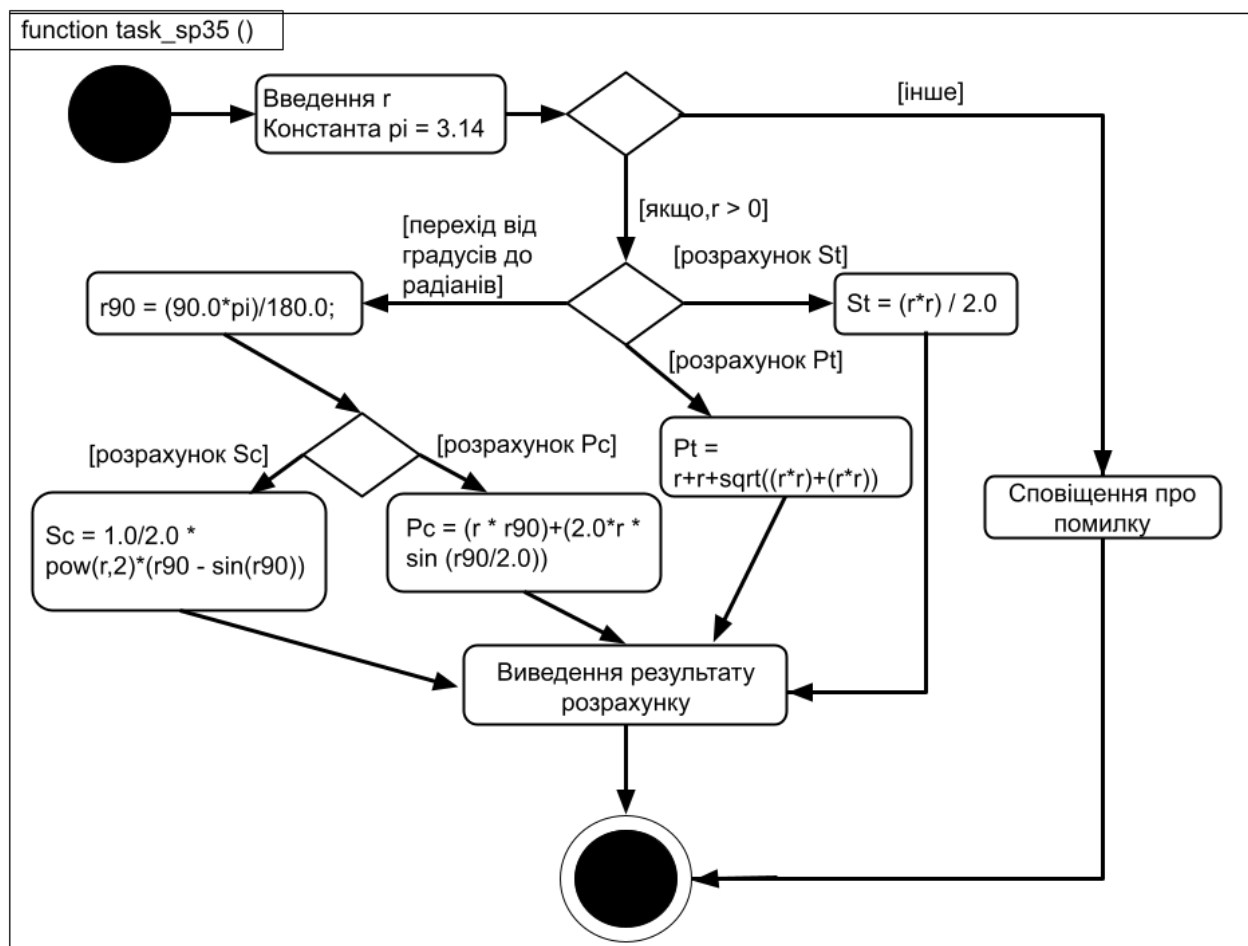 function task_sp35 ()
Введення r
Константа pi = 3.14
[інше]
[якщо,r > 0]
[перехід від
градусів до
радіанів]
[розрахунок St]
r90 = (90.0*pi)/180.0;
St = (r*r) / 2.0
[розрахунок Pt]
[розрахунок Sc]
[розрахунок Pc]
Pt =
r+r+sqrt((r*r)+(r*r))
Сповіщення про
помилку
Sc = 1.0/2.0 *
pow(r,2)*(r90 - sin(r90))
Pc = (r * r90)+(2.0*r *
sin (r90/2.0))
Виведення результату
розрахунку